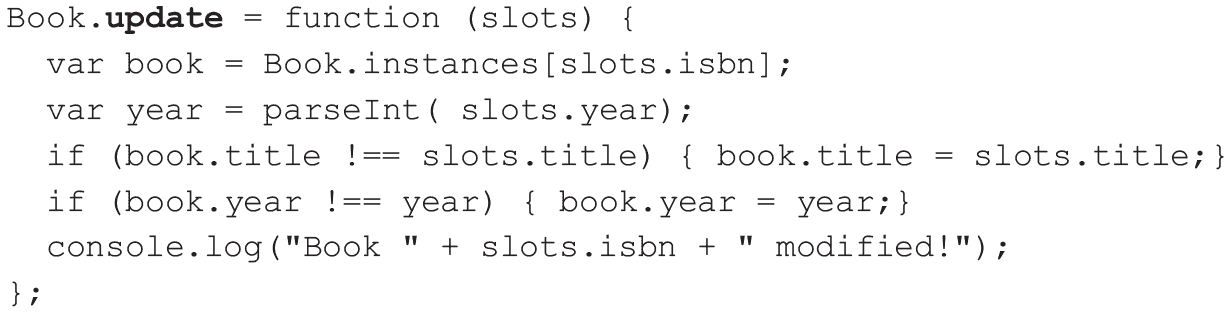 Book.update = function (slots) {
  var book = Book.instances[slots.isbn];
  var year = parseInt( slots.year);
  if (book.title !== slots.title) { book.title = slots.title;}
  if (book.year !== year) { book.year = year;}
  console.log("Book " + slots.isbn + " modified!");
};